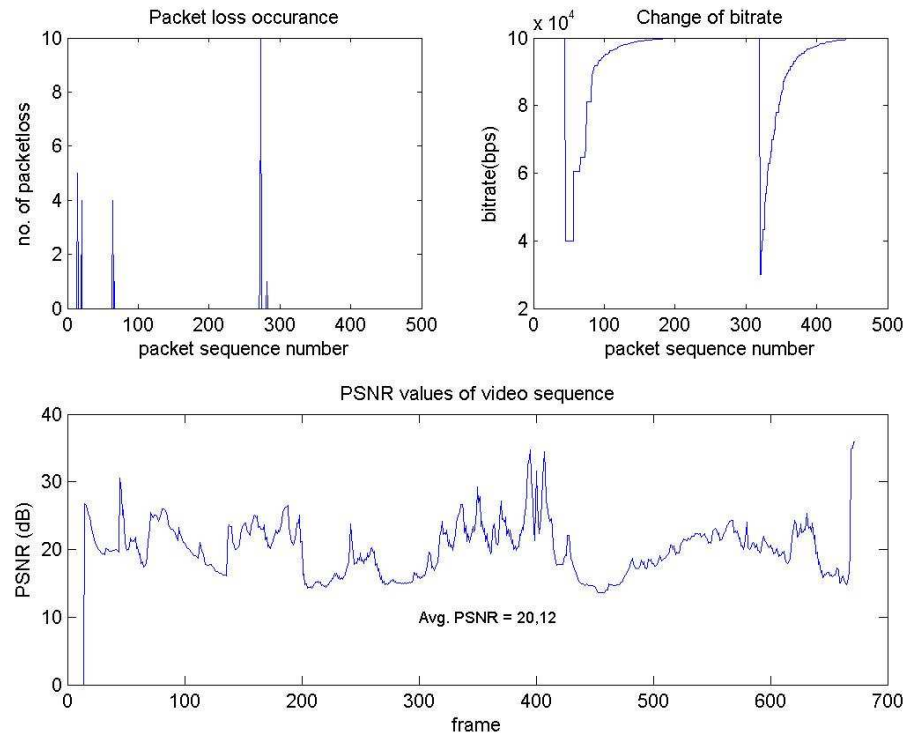 Packet loss occurance
10
8
6
4
2
0
no. of packetloss
0 100 200 300 400 500
packet sequence number
Change of bitrate
x 10^4
10
8
6
4
2
bitrate(bps)
0 100 200 300 400 500
packet sequence number
PSNR values of video sequence
40
30
20
10
0
PSNR (dB)
Avg. PSNR = 20,12
0 100 200 300 400 500 600 700
frame